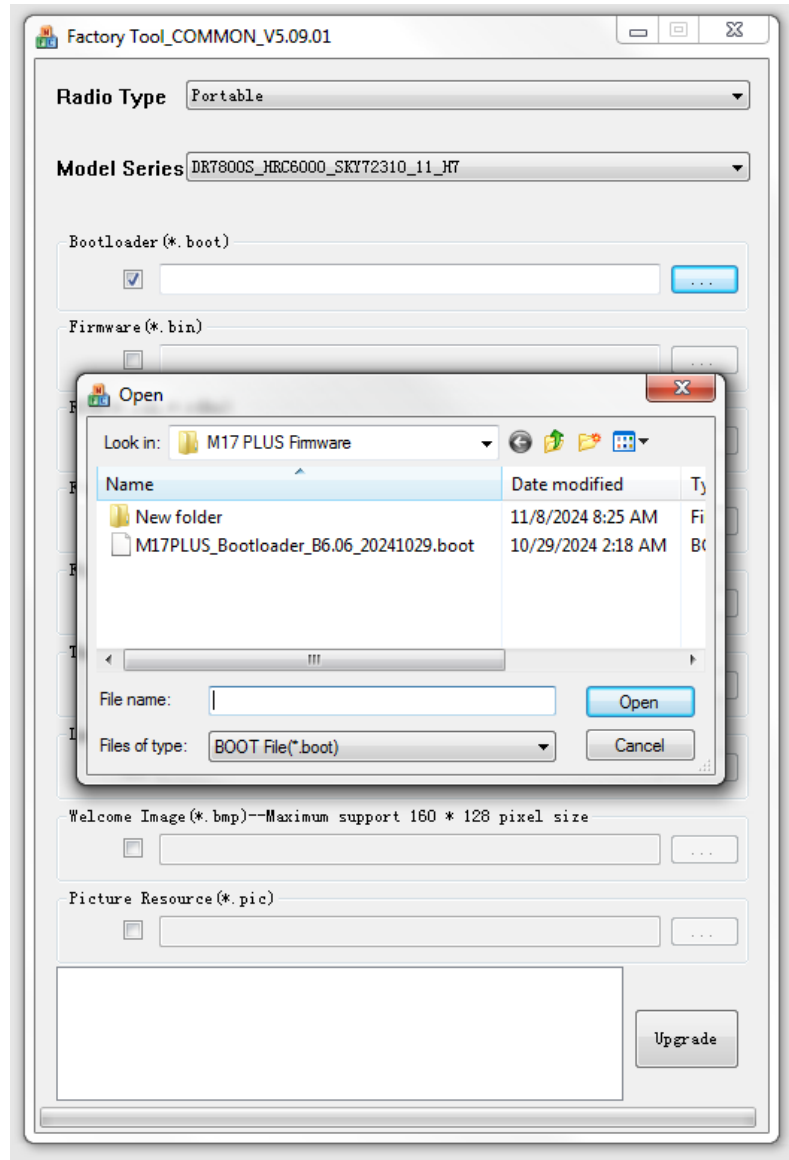 Factory Tool_COMMON_V5.09.01
Radio Type Portable
Model Series DR7800S_HRC6000_SKY72310_11_H7
Bootloader(*.boot)
...
Firmware(*.bin)
...
Open
Look in: M17 PLUS Firmware
Name Date modified
New folder 11/8/2024 8:25 AM
M17PLUS_Bootloader_B6.06_20241029.boot 10/29/2024 2:18 AM
File name: Open
Files of type: BOOT File(*.boot) Cancel
Welcome Image(*.bmp)--Maximum support 160 * 128 pixel size
...
Picture Resource(*.pic)
...
Upgrade